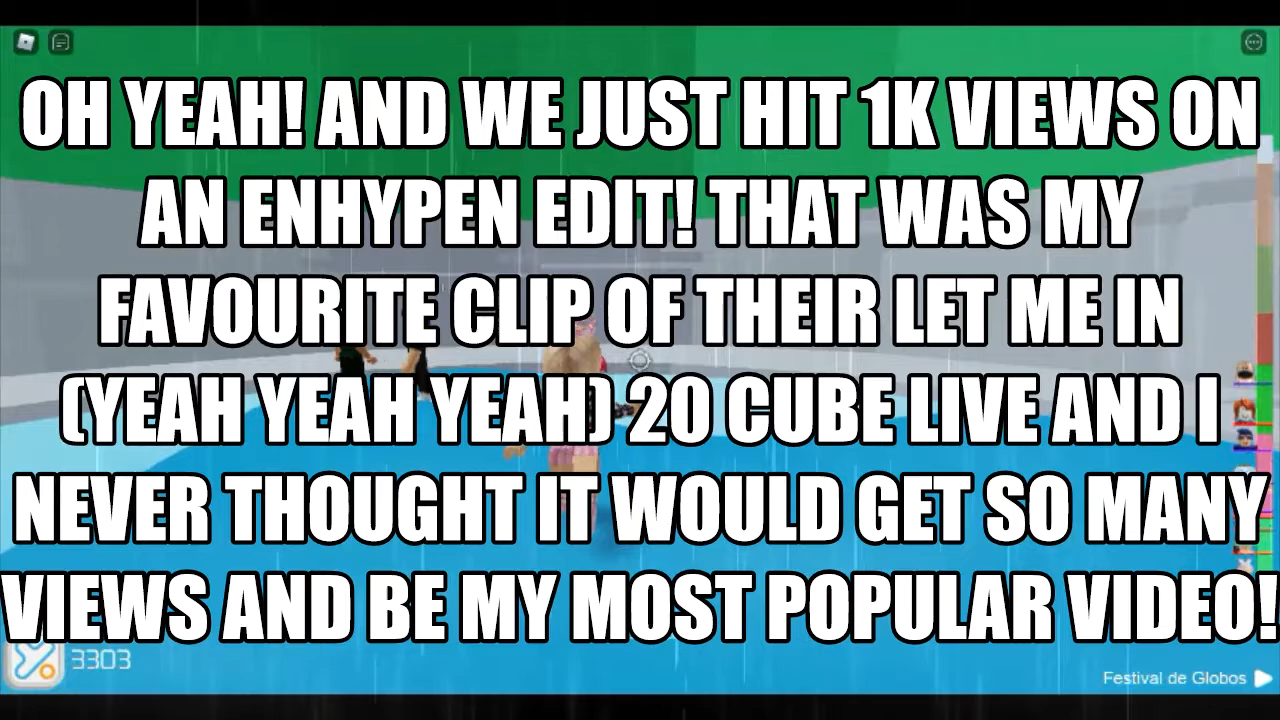 OH YEAH! AND WE JUST HIT 1K VIEWS ON
AN ENHYPEN EDIT! THAT WAS MY
FAVOURITE CLIP OF THEIR LET ME IN
(YEAH YEAH YEAH) 20 CUBE LIVE AND I
NEVER THOUGHT IT WOULD GET SO MANY
VIEWS AND BE MY MOST POPULAR VIDEO!
3303
Festival de Globos